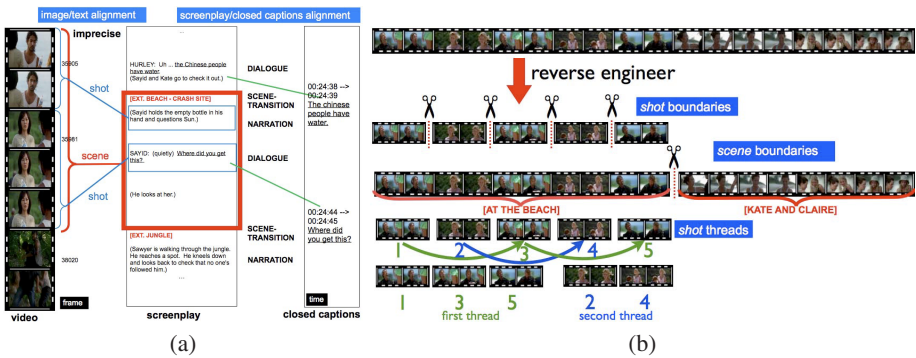 image/text alignment
screenplay/closed captions alignment
imprecise
...
35905
HURLEY: Uh ... the Chinese people
have water.
(Sayid and Kate go to check it out.)
DIALOGUE
shot
[EXT. BEACH - CRASH SITE]
SCENE-
TRANSITION
(Sayid holds the empty bottle in his
hand and questions Sun.)
NARRATION
35981
scene
SAYID: (quietly) Where did you get
this?
DIALOGUE
shot
(He looks at her.)
[EXT. JUNGLE]
SCENE-
TRANSITION
38020
(Sawyer is walking through the jungle.
He reaches a spot. He kneels down
and looks back to check that no one's
followed him.)
NARRATION
...
00:24:38 -->
00:24:39
The chinese
people have
water.
00:24:44 -->
00:24:45
Where did
you get this?
frame
time
video
screenplay
closed captions
(a)
reverse engineer
shot boundaries
scene boundaries
[AT THE BEACH]
[KATE AND CLAIRE]
shot threads
1 2 3 4 5
1 3 5 2 4
first thread
second thread
(b)